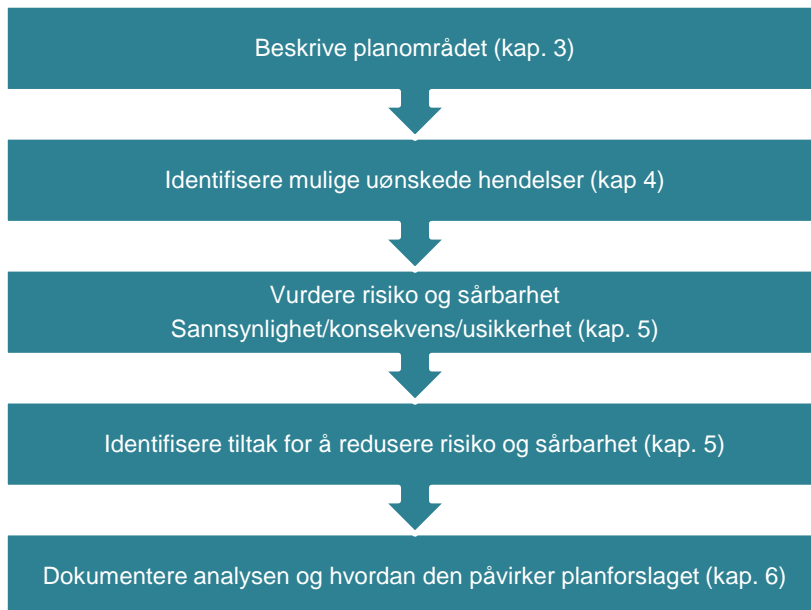 Beskrive planområdet (kap. 3)
Identifisere mulige uønskede hendelser (kap 4)
Vurdere risiko og sårbarhet
Sannsynlighet/konsekvens/usikkerhet (kap. 5)
Identifisere tiltak for å redusere risiko og sårbarhet (kap. 5)
Dokumentere analysen og hvordan den påvirker planforslaget (kap. 6)